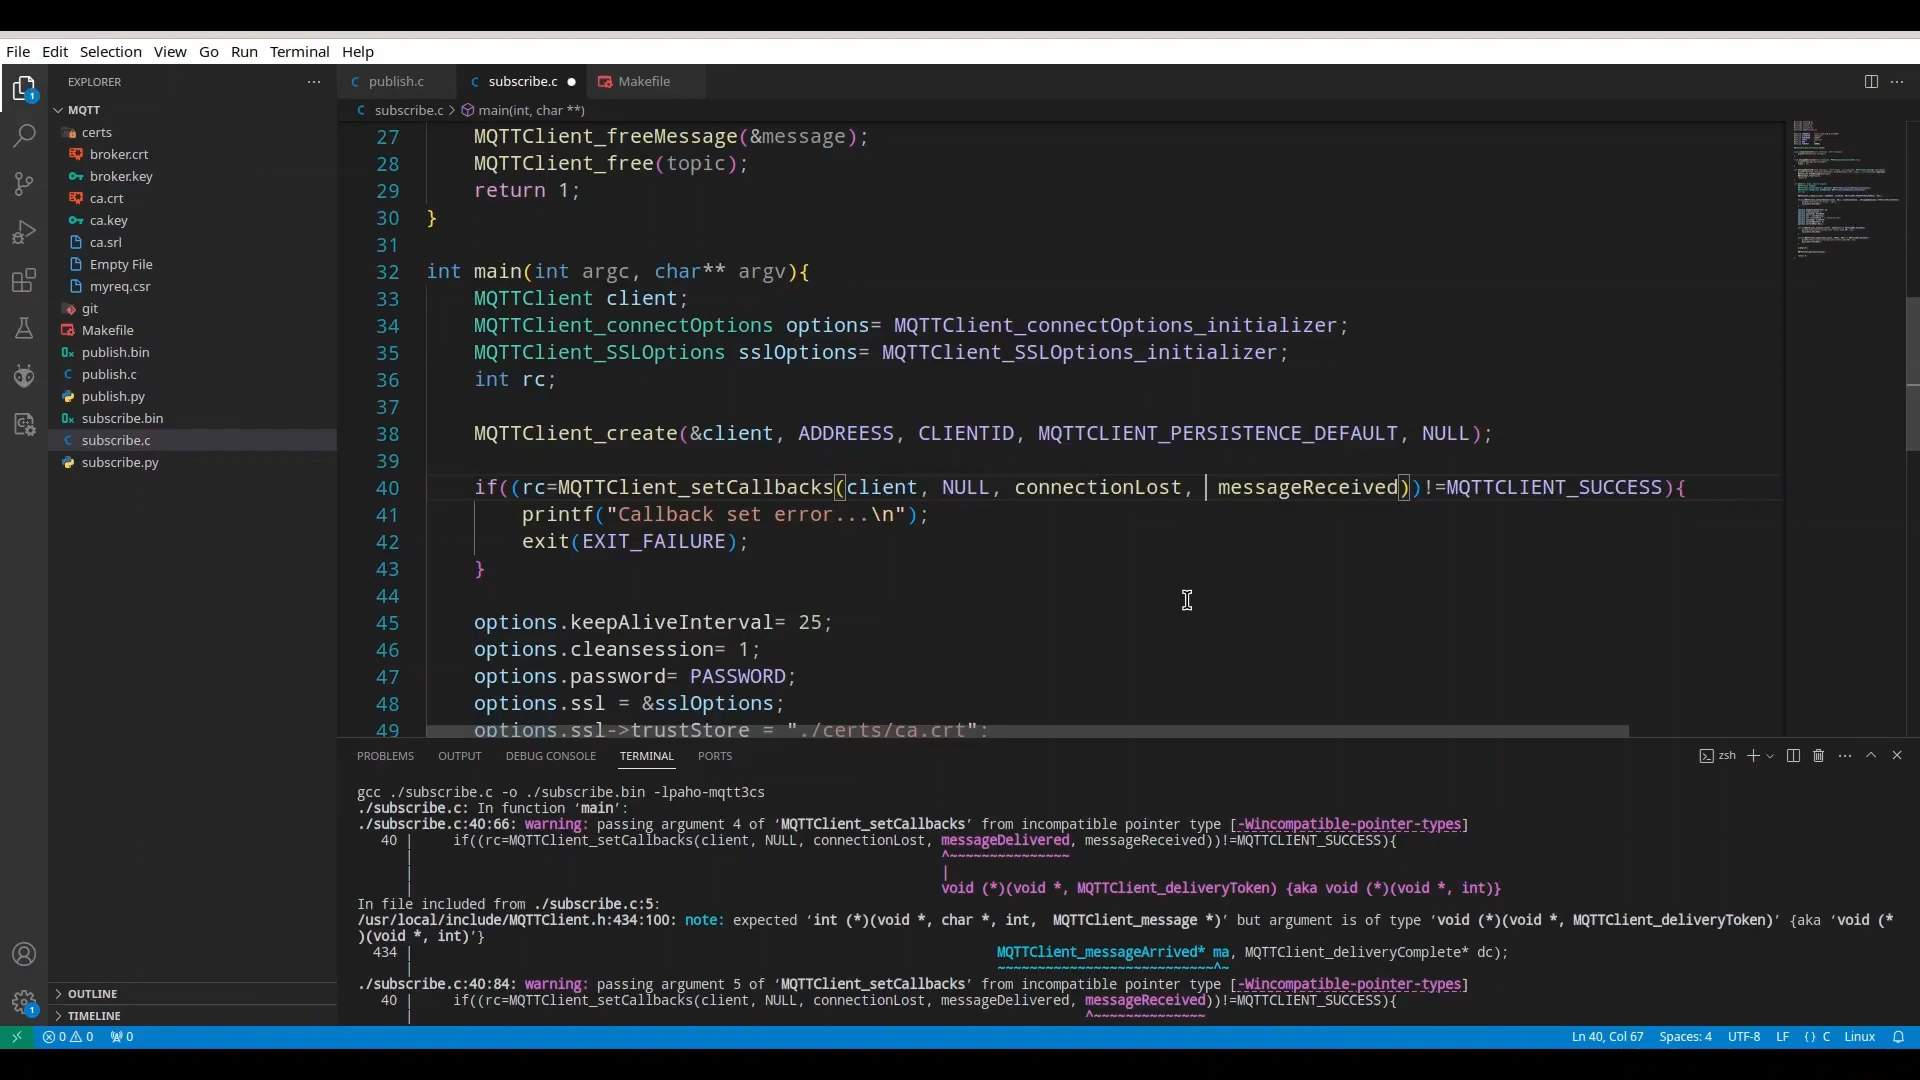 File Edit Selection View Go Run Terminal Help
EXPLORER ···
publish.c subscribe.c ● Makefile
MQTT
subscribe.c > main(int, char **)
certs
broker.crt
broker.key
ca.crt
ca.key
ca.srl
Empty File
myreq.csr
git
Makefile
publish.bin
publish.c
publish.py
subscribe.bin
subscribe.c
subscribe.py
OUTLINE
TIMELINE
27 MQTTClient_freeMessage(&message);
28 MQTTClient_free(topic);
29 return 1;
30 }
31
32 int main(int argc, char** argv){
33 MQTTClient client;
34 MQTTClient_connectOptions options= MQTTClient_connectOptions_initializer;
35 MQTTClient_SSLOptions sslOptions= MQTTClient_SSLOptions_initializer;
36 int rc;
37
38 MQTTClient_create(&client, ADDREESS, CLIENTID, MQTTCLIENT_PERSISTENCE_DEFAULT, NULL);
39
40 if((rc=MQTTClient_setCallbacks(client, NULL, connectionLost, messageReceived))!=MQTTCLIENT_SUCCESS){
41 printf("Callback set error...\n");
42 exit(EXIT_FAILURE);
43 }
44
45 options.keepAliveInterval= 25;
46 options.cleansession= 1;
47 options.password= PASSWORD;
48 options.ssl = &sslOptions;
49 options.ssl->trustStore = "./certs/ca.crt";
PROBLEMS OUTPUT DEBUG CONSOLE TERMINAL PORTS zsh
gcc ./subscribe.c -o ./subscribe.bin -lpaho-mqtt3cs
./subscribe.c: In function ‘main’:
./subscribe.c:40:66: warning: passing argument 4 of ‘MQTTClient_setCallbacks’ from incompatible pointer type [-Wincompatible-pointer-types]
40 | if((rc=MQTTClient_setCallbacks(client, NULL, connectionLost, messageDelivered, messageReceived))!=MQTTCLIENT_SUCCESS){
| ^~~~~~~~~~~~~~~~
| |
| void (*)(void *, MQTTClient_deliveryToken) {aka void (*)(void *, int)}
In file included from ./subscribe.c:5:
/usr/local/include/MQTTClient.h:434:100: note: expected ‘int (*)(void *, char *, int,  MQTTClient_message *)’ but argument is of type ‘void (*)(void *, MQTTClient_deliveryToken)’ {aka ‘void (*
)(void *, int)’}
434 | MQTTClient_messageArrived* ma, MQTTClient_deliveryComplete* dc);
| ~~~~~~~~~~~~~~~~~~~~~~~~~~~^~
./subscribe.c:40:84: warning: passing argument 5 of ‘MQTTClient_setCallbacks’ from incompatible pointer type [-Wincompatible-pointer-types]
40 | if((rc=MQTTClient_setCallbacks(client, NULL, connectionLost, messageDelivered, messageReceived))!=MQTTCLIENT_SUCCESS){
| ^~~~~~~~~~~~~~~
0 0 0 Ln 40, Col 67 Spaces: 4 UTF-8 LF {} C Linux